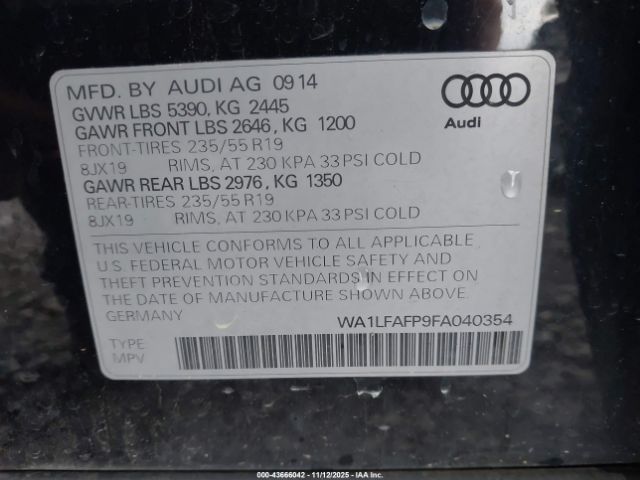 MFD. BY AUDI AG 09 14
GVWR LBS 5390, KG 2445
GAWR FRONT LBS 2646, KG 1200
FRONT-TIRES 235/55 R19
8JX19 RIMS, AT 230 KPA 33 PSI COLD
GAWR REAR LBS 2976, KG 1350
REAR-TIRES 235/55 R19
8JX19 RIMS, AT 230 KPA 33 PSI COLD
Audi
THIS VEHICLE CONFORMS TO ALL APPLICABLE
U.S. FEDERAL MOTOR VEHICLE SAFETY AND
THEFT PREVENTION STANDARDS IN EFFECT ON
THE DATE OF MANUFACTURE SHOWN ABOVE.
GERMANY
WA1LFAFP9FA040354
TYPE:
MPV
000-43666042 - 11/12/2025 - IAA Inc.